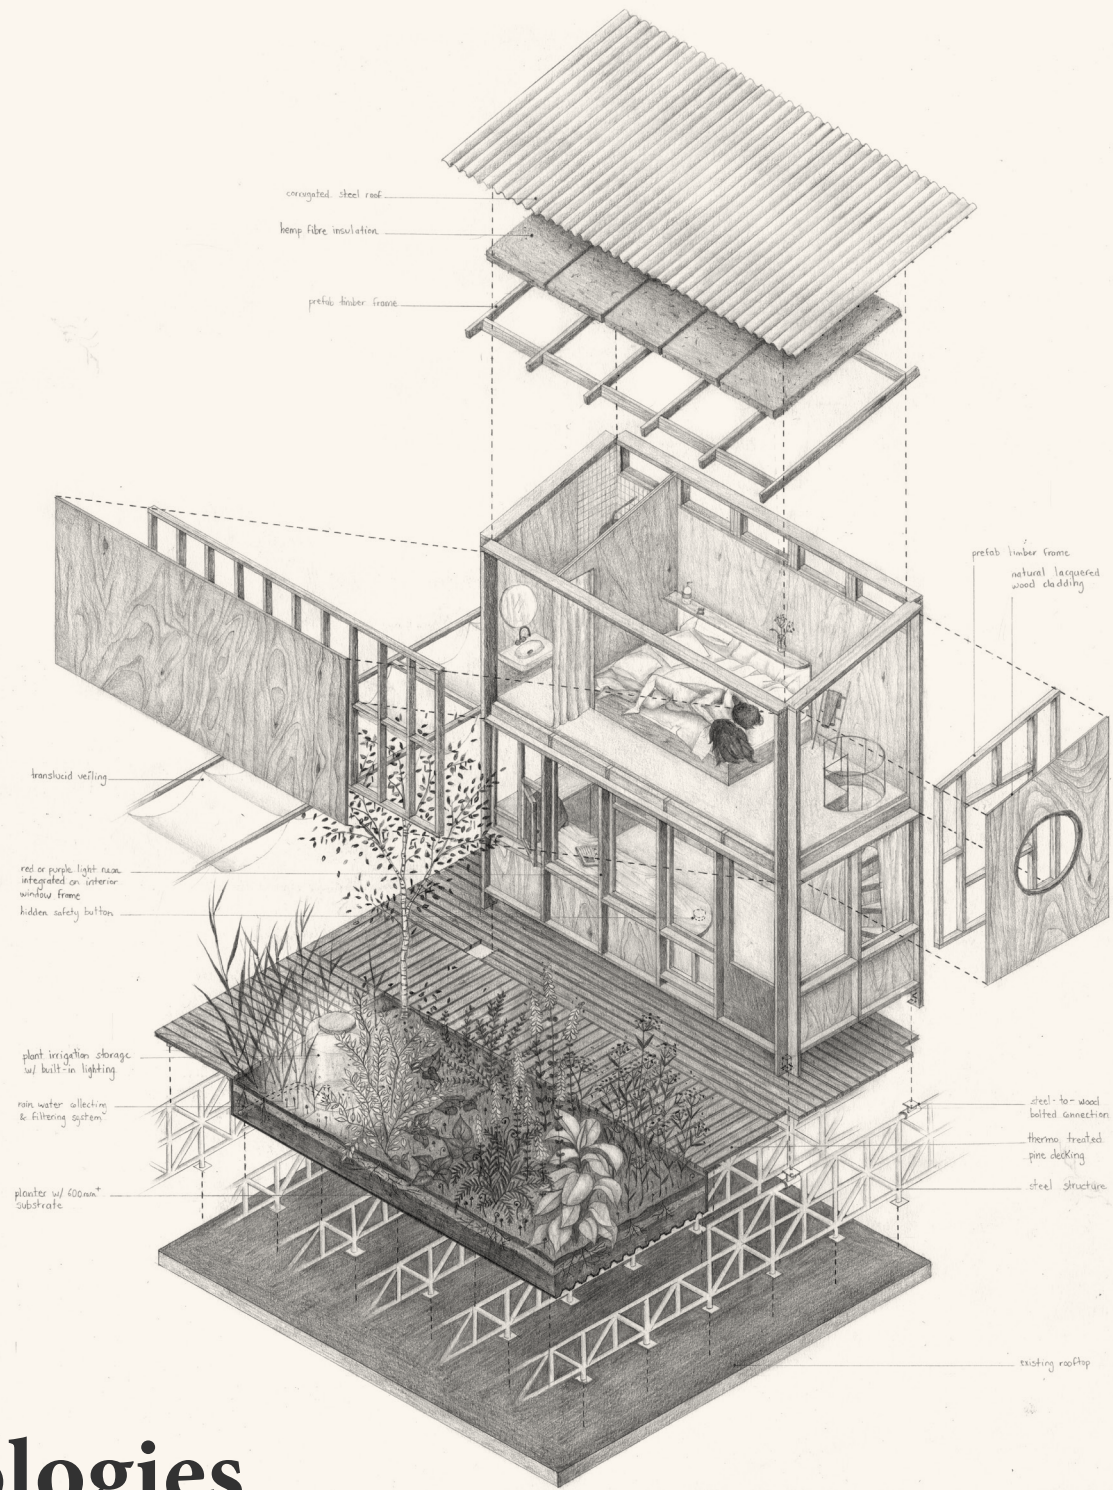 corrugated steel roof
hemp fibre insulation
prefab timber frame
prefab timber frame
natural lacquered
wood cladding
translucid veiling
red or purple light neon
integrated on interior
window frame
hidden safety button
plant irrigation storage
w/ built-in lighting
rain water collecting
& filtering system
planter w/ 600mm+
substrate
steel-to-wood
bolted connection
thermo treated
pine decking
steel structure
existing rooftop
ologies